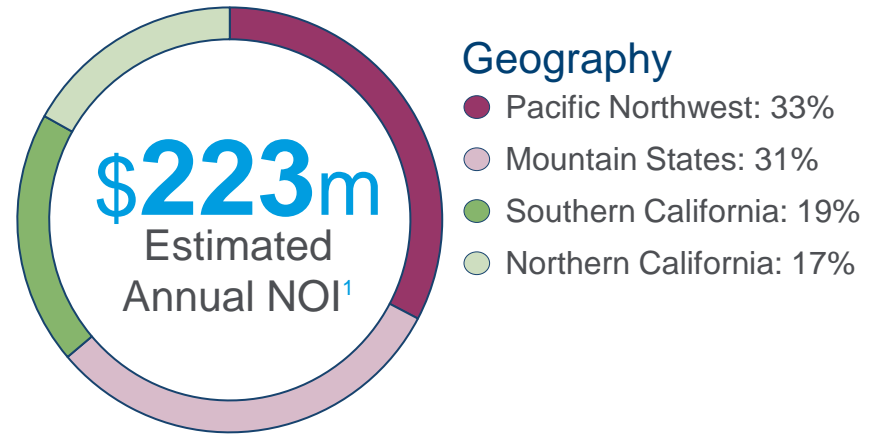 $223m
Estimated
Annual NOI1
Geography
Pacific Northwest: 33%
Mountain States: 31%
Southern California: 19%
Northern California: 17%